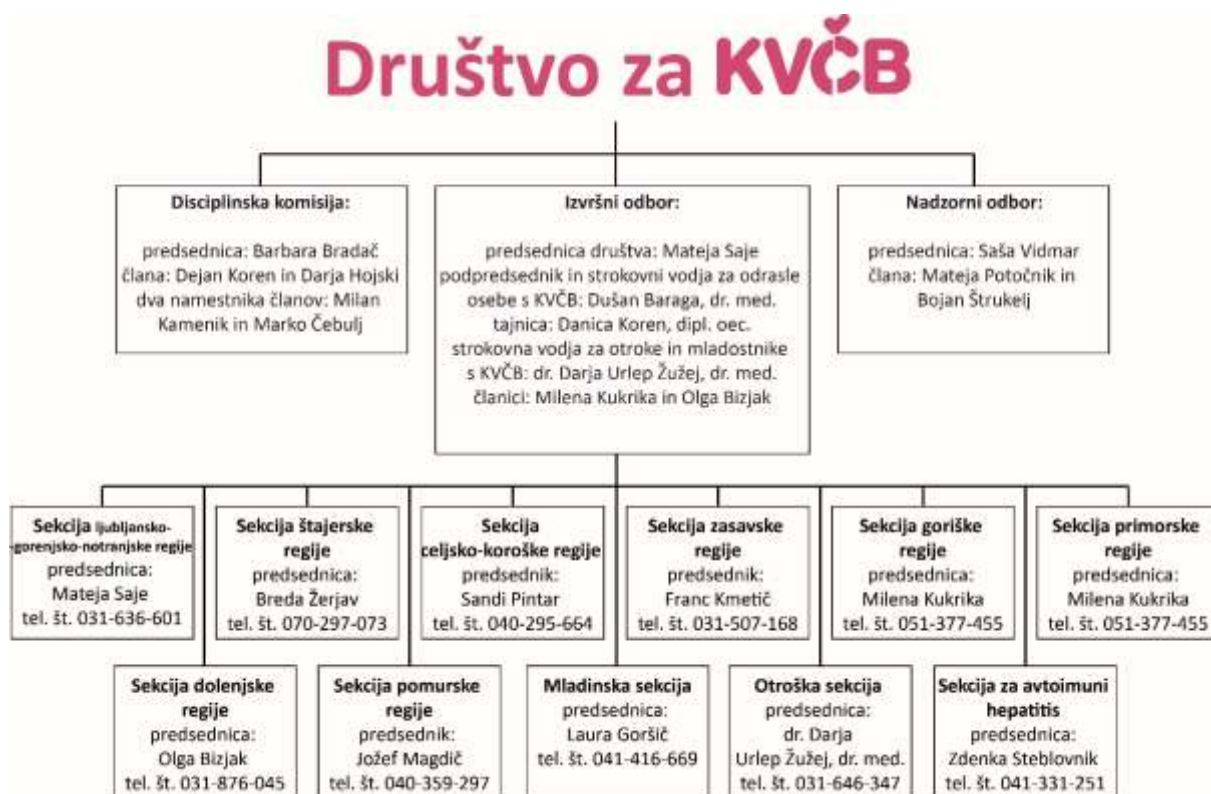 Društvo za KVČB
Disciplinska komisija:
predsednica: Barbara Bradač
člana: Dejan Koren in Darja Hojski
dva namestnika članov: Milan
Kamenik in Marko Čebulj
Izvršni odbor:
predsednica društva: Mateja Saje
podpredsednik in strokovni vodja za odrasle
osebe s KVČB: Dušan Baraga, dr. med.
tajnica: Danica Koren, dipl. oec.
strokovna vodja za otroke in mladostnike
s KVČB: dr. Darja Urlep Žužej, dr. med.
članici: Milena Kukrika in Olga Bizjak
Nadzorni odbor:
predsednica: Saša Vidmar
člana: Mateja Potočnik in
Bojan Štrukelj
Sekcija ljubljansko-
-gorenjsko-notranjske regije
predsednica:
Mateja Saje
tel. št. 031-636-601
Sekcija štajerske
regije
predsednica:
Breda Žerjav
tel. št. 070-297-073
Sekcija
celjsko-koroške regije
predsednik:
Sandi Pintar
tel. št. 040-295-664
Sekcija zasavske
regije
predsednik:
Franc Kmetič
tel. št. 031-507-168
Sekcija goriške
regije
predsednica:
Milena Kukrika
tel. št. 051-377-455
Sekcija primorske
regije
predsednica:
Milena Kukrika
tel. št. 051-377-455
Sekcija dolenjske
regije
predsednica:
Olga Bizjak
tel. št. 031-876-045
Sekcija pomurske
regije
predsednik:
Jožef Magdič
tel. št. 040-359-297
Mladinska sekcija
predsednica:
Laura Goršič
tel. št. 041-416-669
Otroška sekcija
predsednica:
dr. Darja
Urlep Žužej, dr. med.
tel. št. 031-646-347
Sekcija za avtoimuni
hepatitis
predsednica:
Zdenka Steblovnik
tel. št. 041-331-251